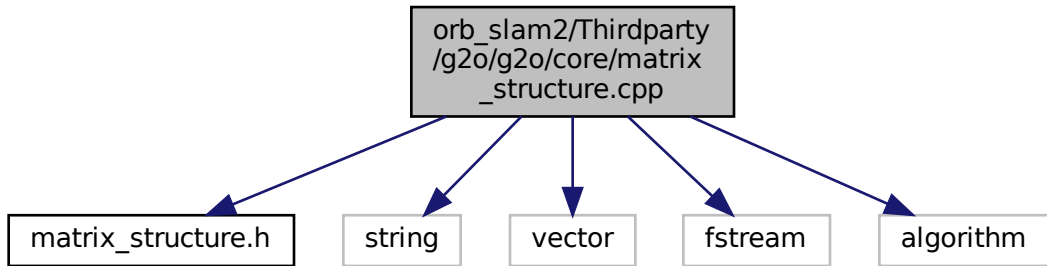 orb_slam2/Thirdparty
/g2o/g2o/core/matrix
_structure.cpp
matrix_structure.h
string
vector
fstream
algorithm